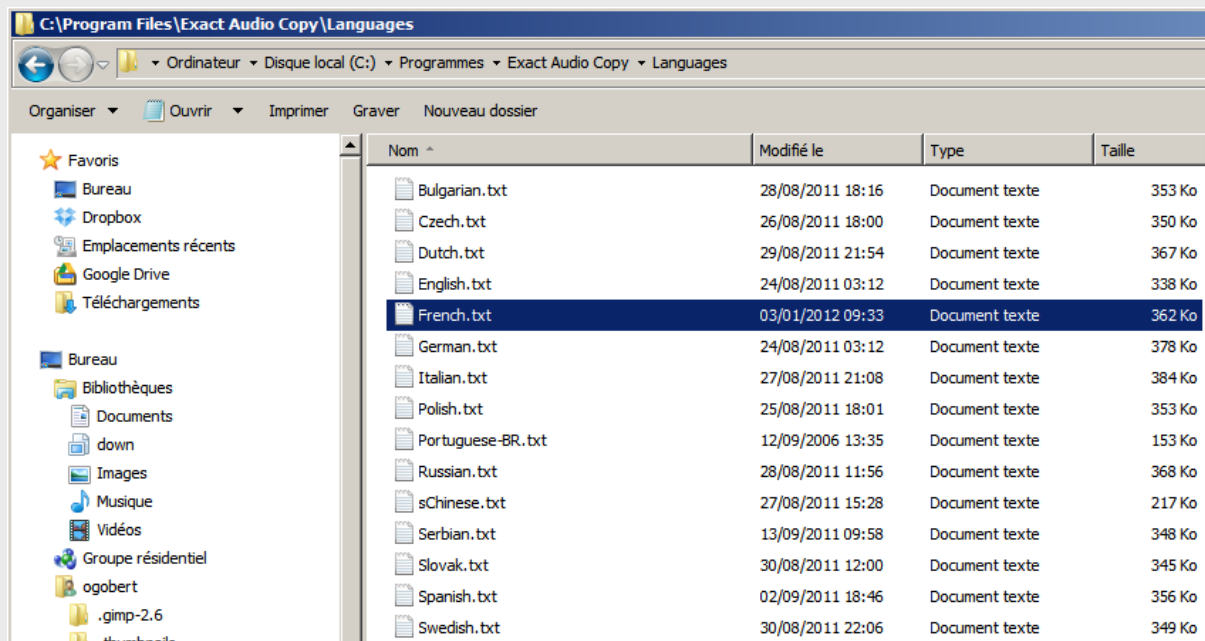 C:\Program Files\Exact Audio Copy\Languages
Ordinateur Disque local (C:) Programmes Exact Audio Copy Languages
Organiser Ouvrir Imprimer Graver Nouveau dossier
Favoris
Bureau
Dropbox
Emplacements récents
Google Drive
Téléchargements
Bureau
Bibliothèques
Documents
down
Images
Musique
Vidéos
Groupe résidentiel
ogobert
.gimp-2.6
Nom Modifié le Type Taille
Bulgarian.txt 28/08/2011 18:16 Document texte 353 Ko
Czech.txt 26/08/2011 18:00 Document texte 350 Ko
Dutch.txt 29/08/2011 21:54 Document texte 367 Ko
English.txt 24/08/2011 03:12 Document texte 338 Ko
French.txt 03/01/2012 09:33 Document texte 362 Ko
German.txt 24/08/2011 03:12 Document texte 378 Ko
Italian.txt 27/08/2011 21:08 Document texte 384 Ko
Polish.txt 25/08/2011 18:01 Document texte 353 Ko
Portuguese-BR.txt 12/09/2006 13:35 Document texte 153 Ko
Russian.txt 28/08/2011 11:56 Document texte 368 Ko
sChinese.txt 27/08/2011 15:28 Document texte 217 Ko
Serbian.txt 13/09/2011 09:58 Document texte 348 Ko
Slovak.txt 30/08/2011 12:00 Document texte 345 Ko
Spanish.txt 02/09/2011 18:46 Document texte 356 Ko
Swedish.txt 30/08/2011 22:06 Document texte 349 Ko